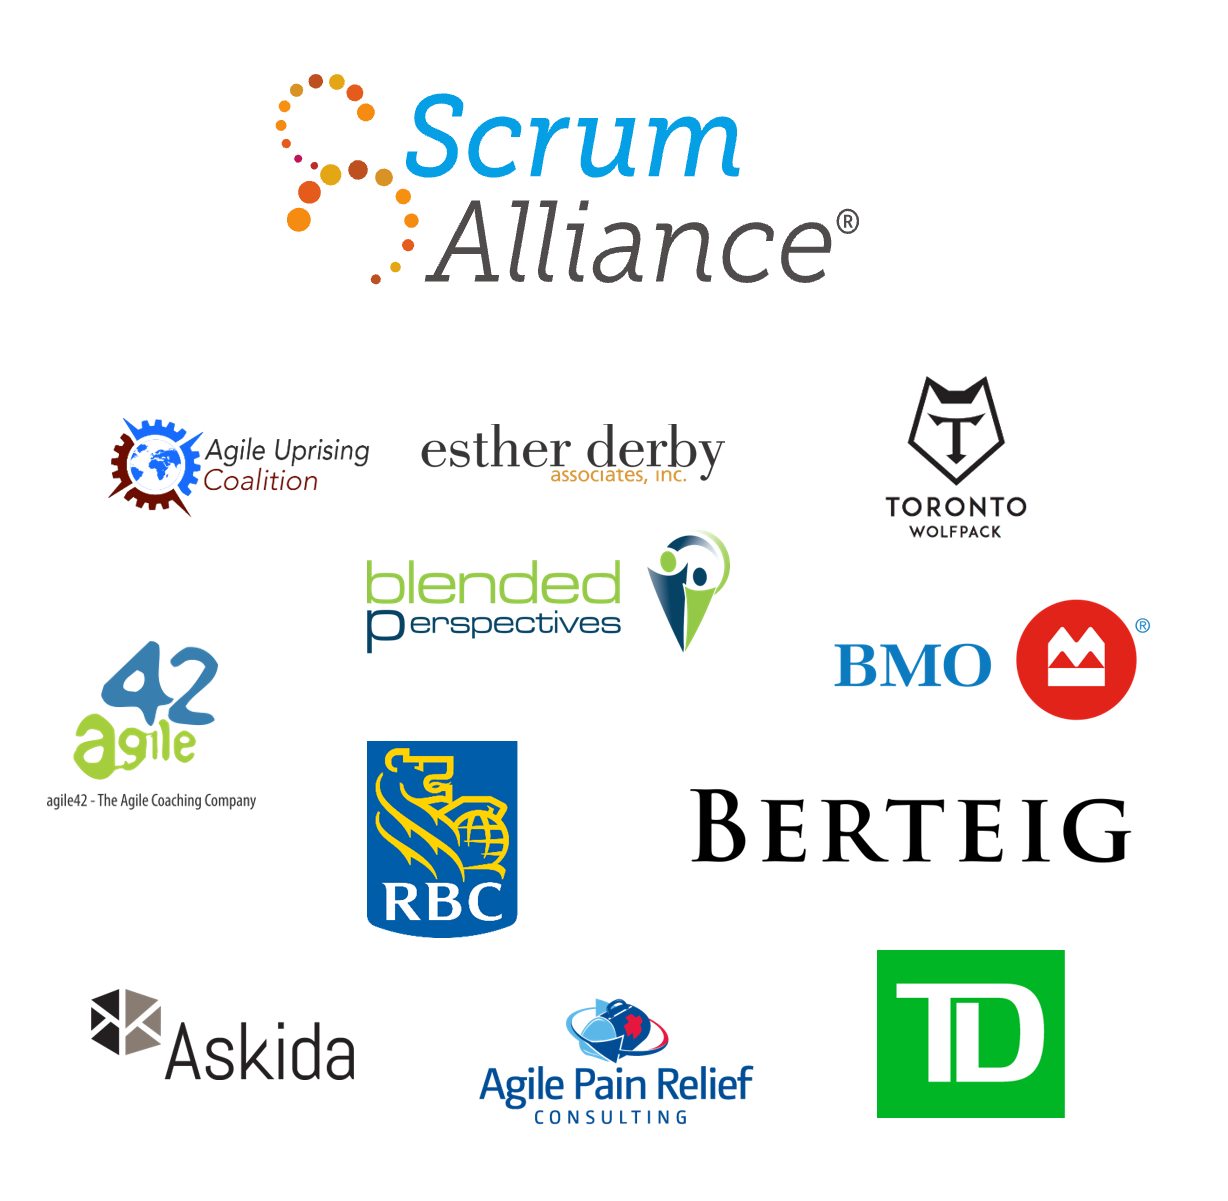 Scrum
Alliance®
Agile Uprising
Coalition
esther derby
associates, inc.
T
TORONTO
WOLFPACK
blended
perspectives
BMO ®
42
agile
agile42 - The Agile Coaching Company
RBC
BERTEIG
Askida
Agile Pain Relief
CONSULTING
TD